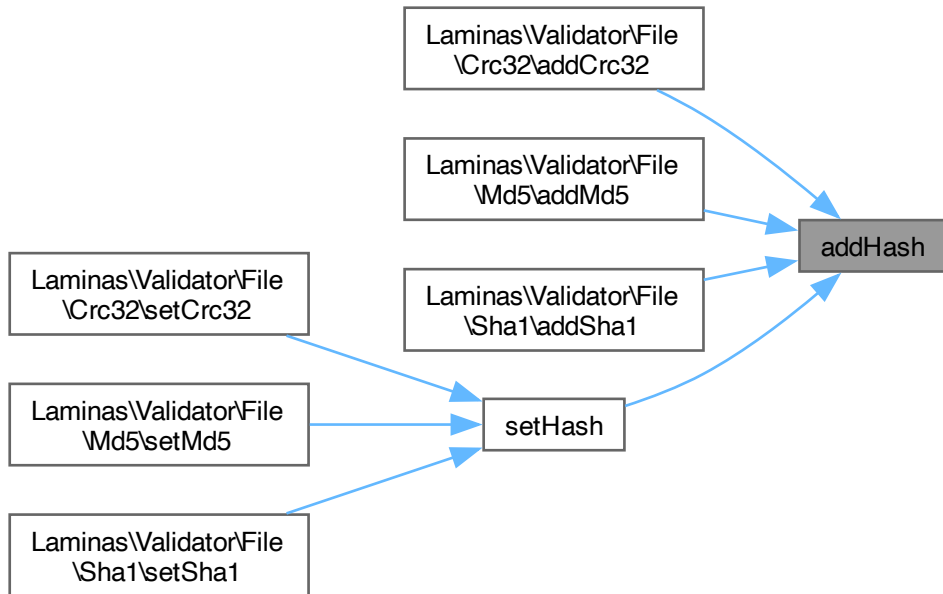 Laminas\Validator\File
\Crc32\addCrc32
Laminas\Validator\File
\Md5\addMd5
addHash
Laminas\Validator\File
\Sha1\addSha1
Laminas\Validator\File
\Crc32\setCrc32
Laminas\Validator\File
\Md5\setMd5
setHash
Laminas\Validator\File
\Sha1\setSha1